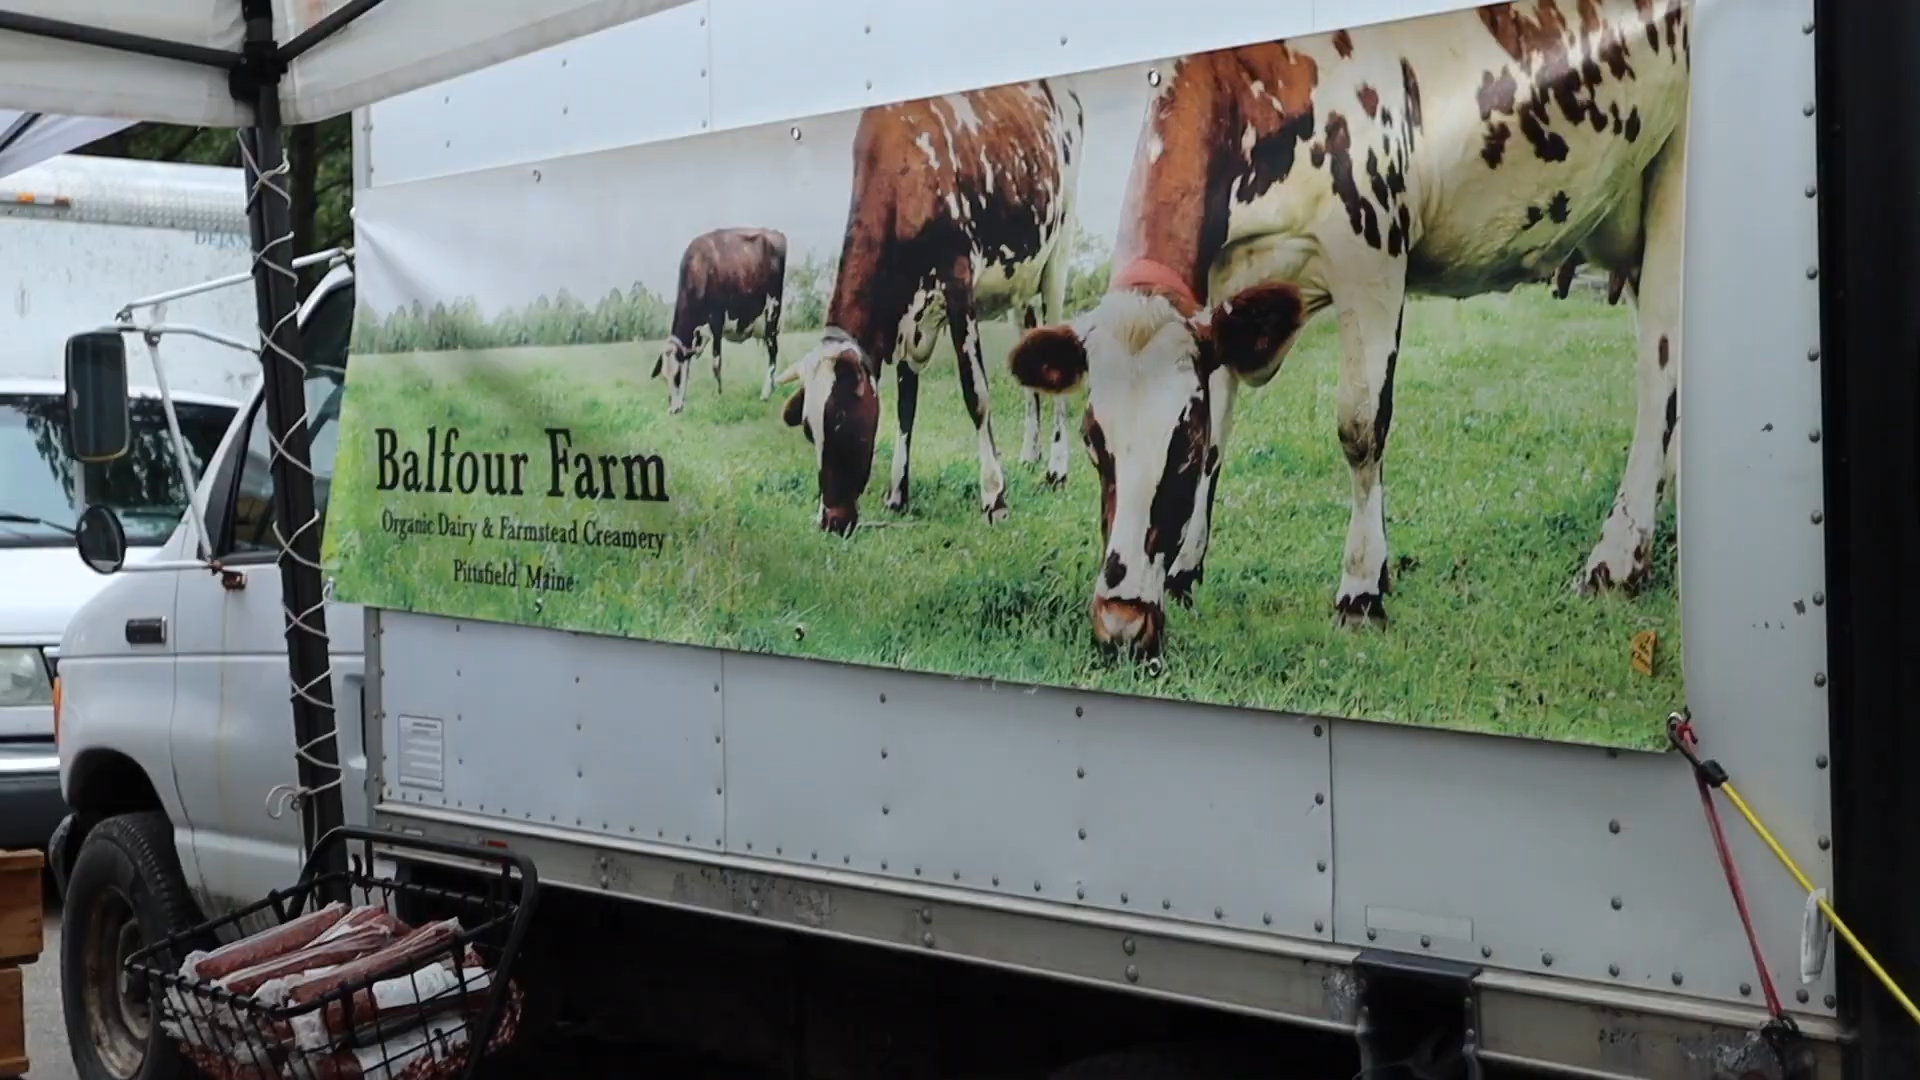 Balfour Farm
Organic Dairy & Farmstead Creamery
Pittsfield, Maine